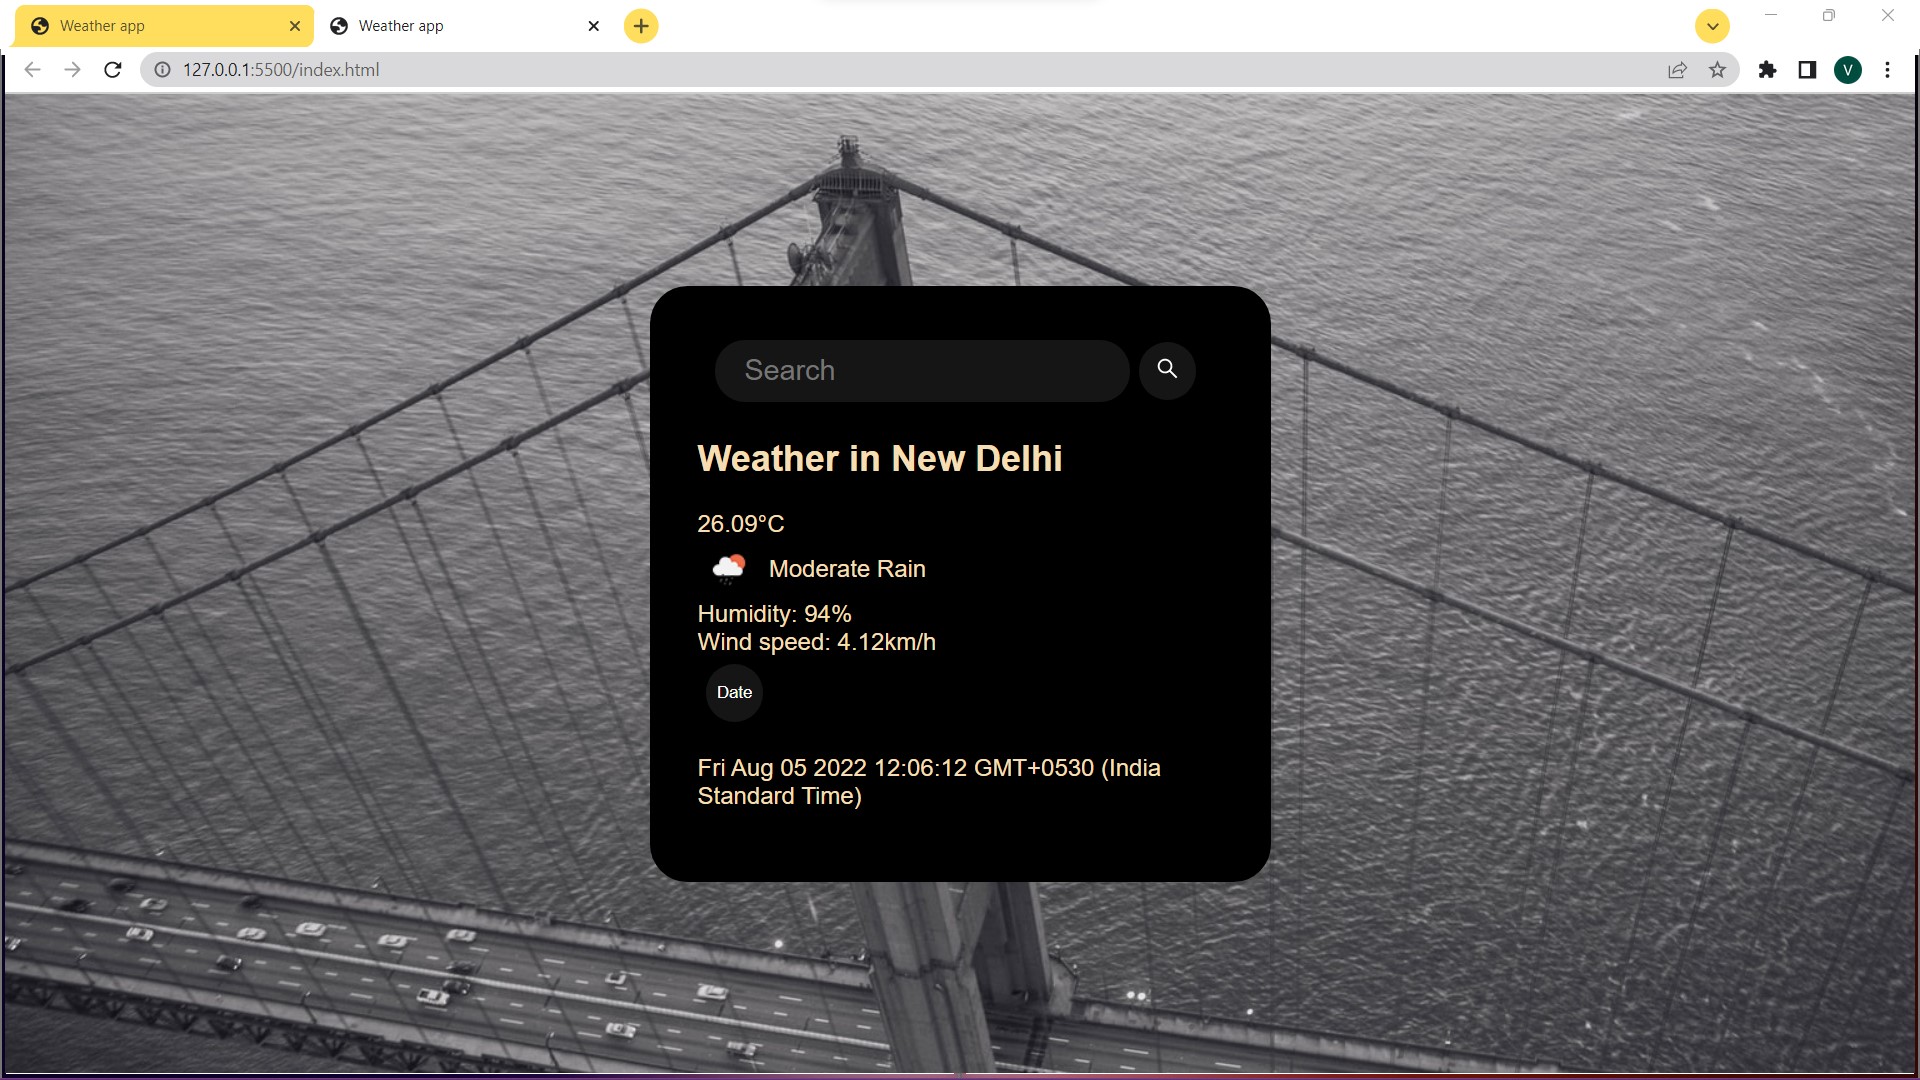 Weather app
Weather app
127.0.0.1:5500/index.html
V
Search
Weather in New Delhi
26.09°C
Moderate Rain
Humidity: 94%
Wind speed: 4.12km/h
Date
Fri Aug 05 2022 12:06:12 GMT+0530 (India
Standard Time)